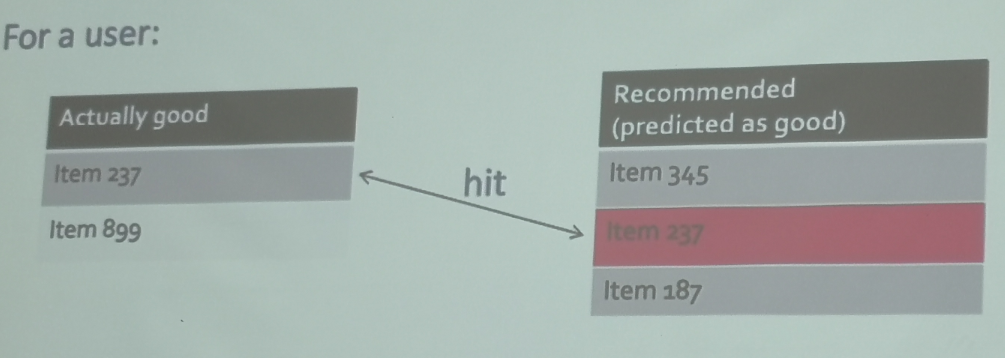 For a user:
Actually good
Item 237
Item 899
hit
Recommended
(predicted as good)
Item 345
Item 237
Item 187